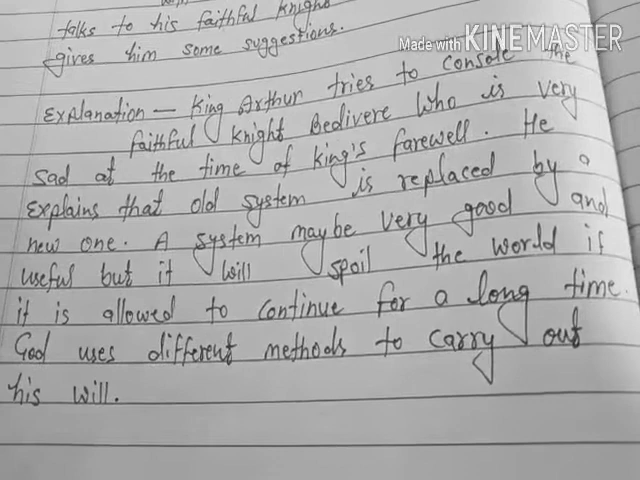 talks to his faithful knight
gives him some suggestions.
Made with KINEMASTER
Explanation — King Arthur tries to console the
faithful knight Bedivere who is very
sad at the time of king's farewell. He
explains that old system is replaced by a
new one. A system maybe very good and
useful but it will spoil the world if
it is allowed to continue for a long time.
God uses different methods to carry out
his will.